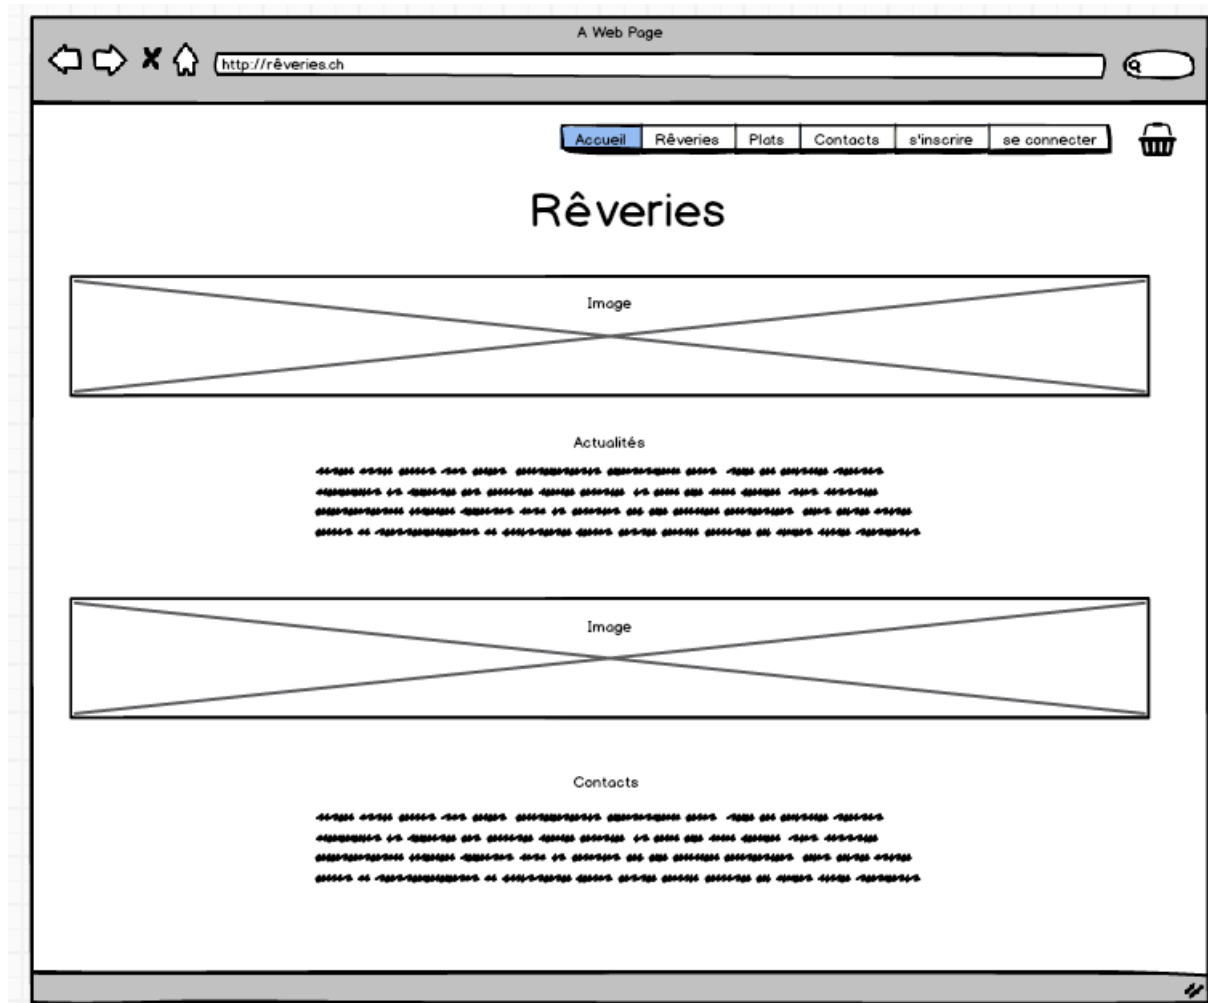 A Web Page
http://rêveries.ch
Accueil Rêveries Plats Contacts s'inscrire se connecter
Rêveries
Image
Actualités
Image
Contacts